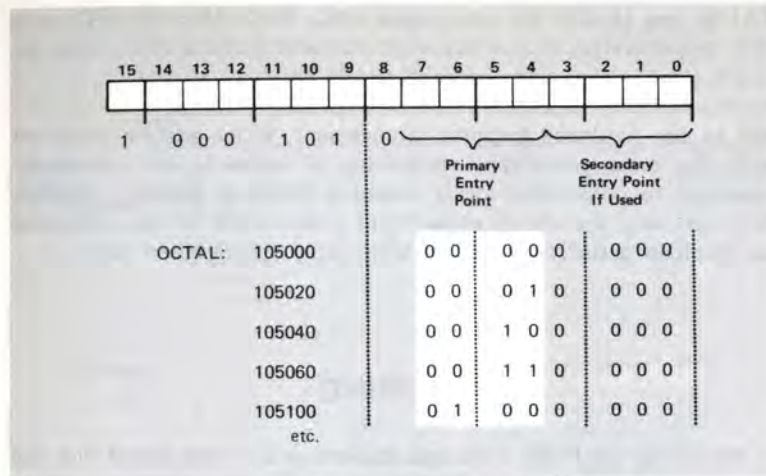 15 14 13 12 11 10 9 8 7 6 5 4 3 2 1 0
1 0 0 0 1 0 1 0
Primary Entry Point
Secondary Entry Point If Used
OCTAL: 105000 0 0 0 0 0 0 0 0
105020 0 0 0 1 0 0 0 0
105040 0 0 1 0 0 0 0 0
105060 0 0 1 1 0 0 0 0
105100 0 1 0 0 0 0 0 0
etc.